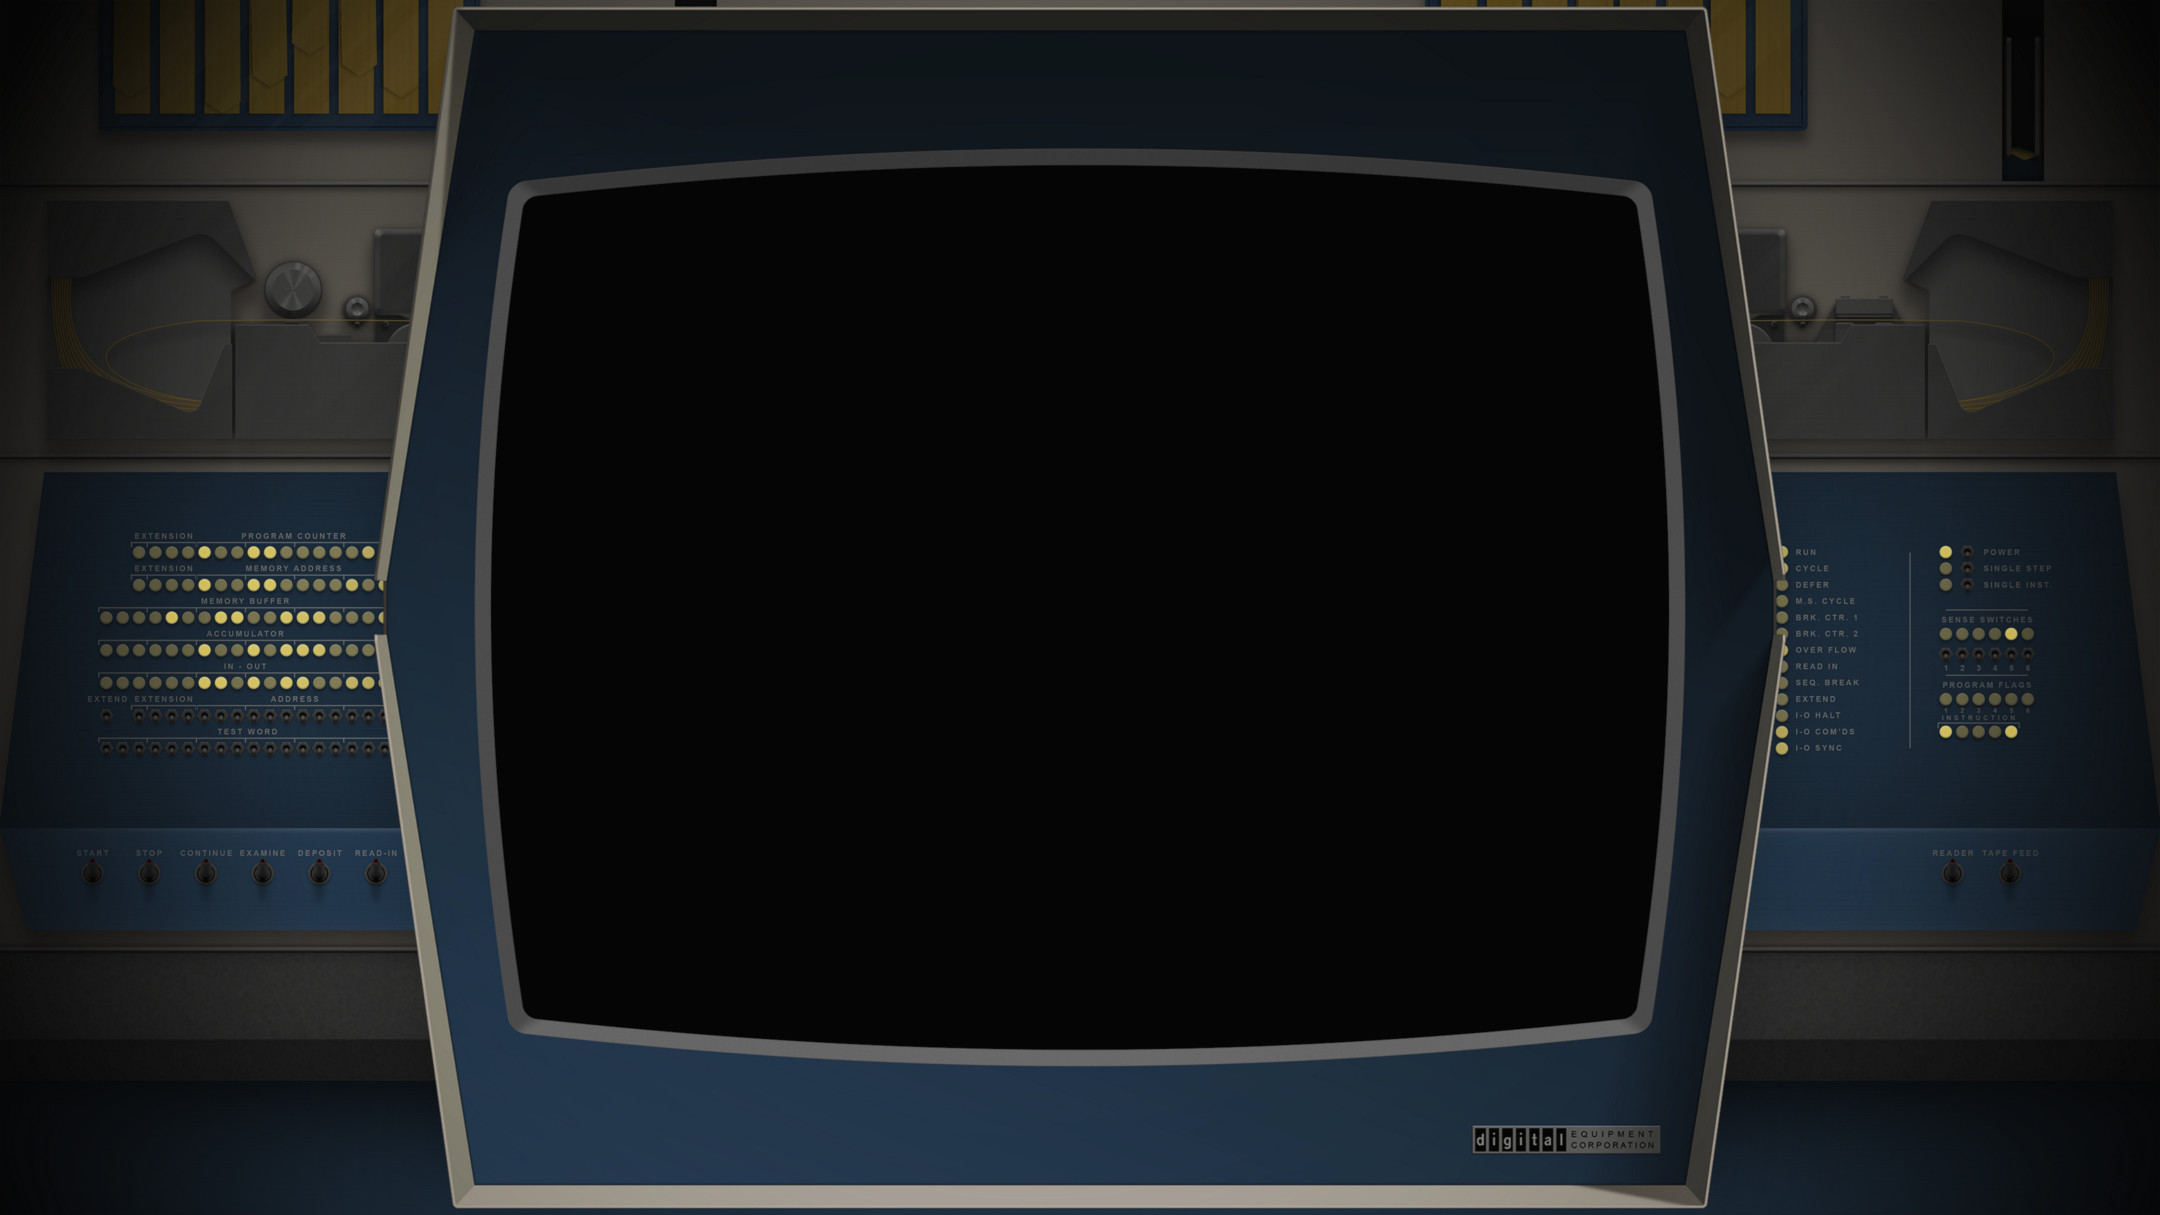 EXTENSION PROGRAM COUNTER
EXTENSION MEMORY ADDRESS
MEMORY BUFFER
ACCUMULATOR
IN - OUT
EXTEND EXTENSION ADDRESS
TEST WORD
START STOP CONTINUE EXAMINE DEPOSIT READ-IN
RUN
CYCLE
DEFER
M.S. CYCLE
BRK. CTR. 1
BRK. CTR. 2
OVER FLOW
READ IN
SEQ. BREAK
EXTEND
I-O HALT
I-O COM'DS
I-O SYNC
POWER
SINGLE STEP
SINGLE INST.
SENSE SWITCHES
1 2 3 4 5 6
PROGRAM FLAGS
1 2 3 4 5 6
INSTRUCTION
READER TAPE FEED
digital EQUIPMENT
CORPORATION